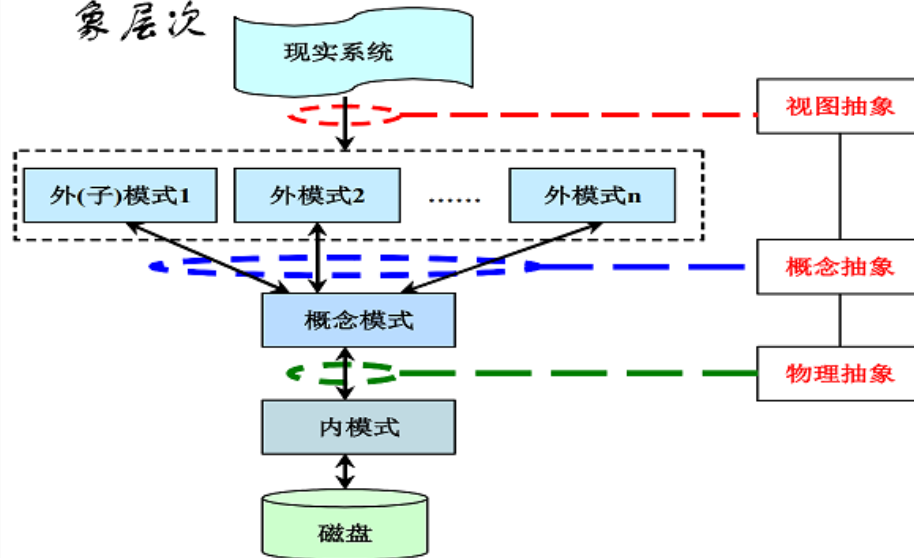 象层次
现实系统
视图抽象
外(子)模式1
外模式2
……
外模式n
概念抽象
概念模式
物理抽象
内模式
磁盘